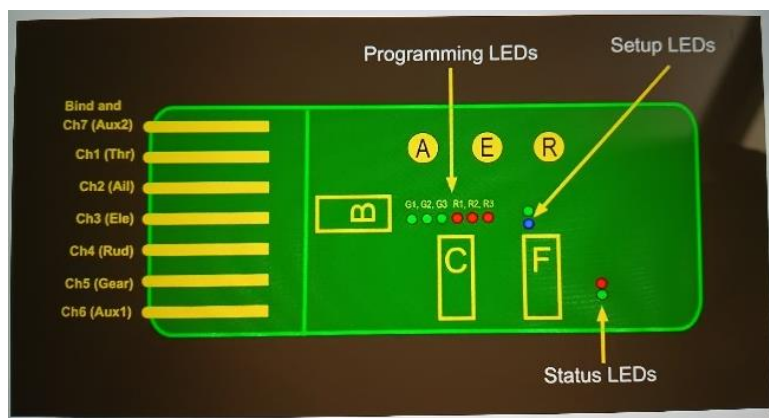 Programming LEDs
Setup LEDs
Bind and
Ch7 (Aux2)
Ch1 (Thr)
Ch2 (Ail)
Ch3 (Ele)
Ch4 (Rud)
Ch5 (Gear)
Ch6 (Aux1)
A E R
G1, G2, G3 R1, R2, R3
B
C
F
Status LEDs